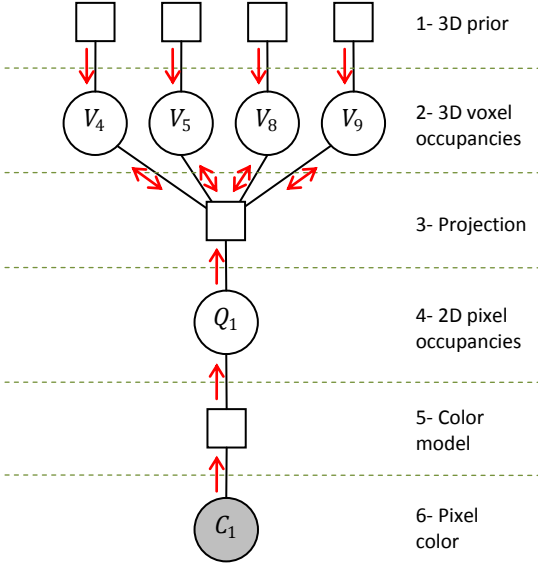 1- 3D prior
V4 V5 V8 V9
2- 3D voxel
occupancies
3- Projection
Q1
4- 2D pixel
occupancies
5- Color
model
C1
6- Pixel
color